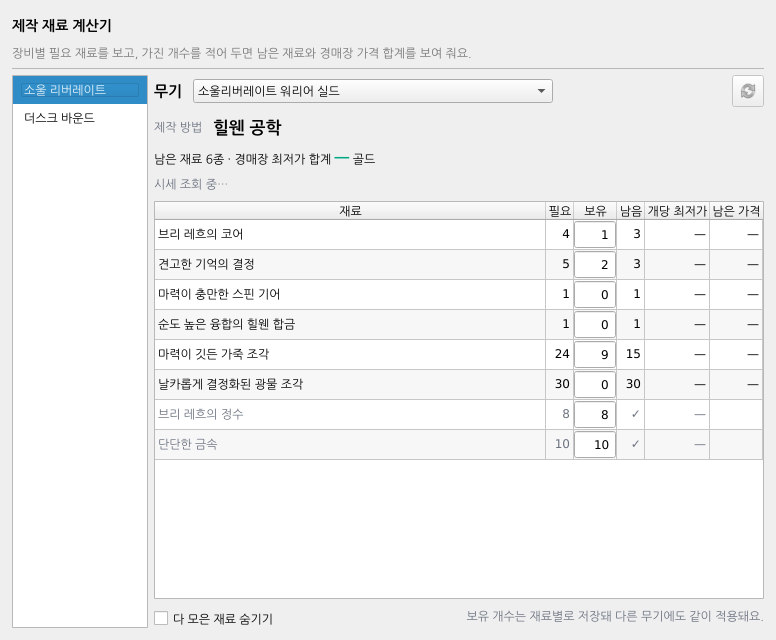 제작 재료 계산기
장비별 필요 재료를 보고, 가진 개수를 적어 두면 남은 재료와 경매장 가격 합계를 보여 줘요.
소울 리버레이트
더스크 바운드
무기 소울리버레이트 워리어 실드
제작 방법 힐웬 공학
남은 재료 6종 · 경매장 최저가 합계 — 골드
시세 조회 중…
재료 필요 보유 남음 개당 최저가 남은 가격
브리 레흐의 코어 4 1 3 — —
견고한 기억의 결정 5 2 3 — —
마력이 충만한 스핀 기어 1 0 1 — —
순도 높은 융합의 힐웬 합금 1 0 1 — —
마력이 깃든 가죽 조각 24 9 15 — —
날카롭게 결정화된 광물 조각 30 0 30 — —
브리 레흐의 정수 8 8 ✓ —
단단한 금속 10 10 ✓ —
다 모은 재료 숨기기
보유 개수는 재료별로 저장돼 다른 무기에도 같이 적용돼요.